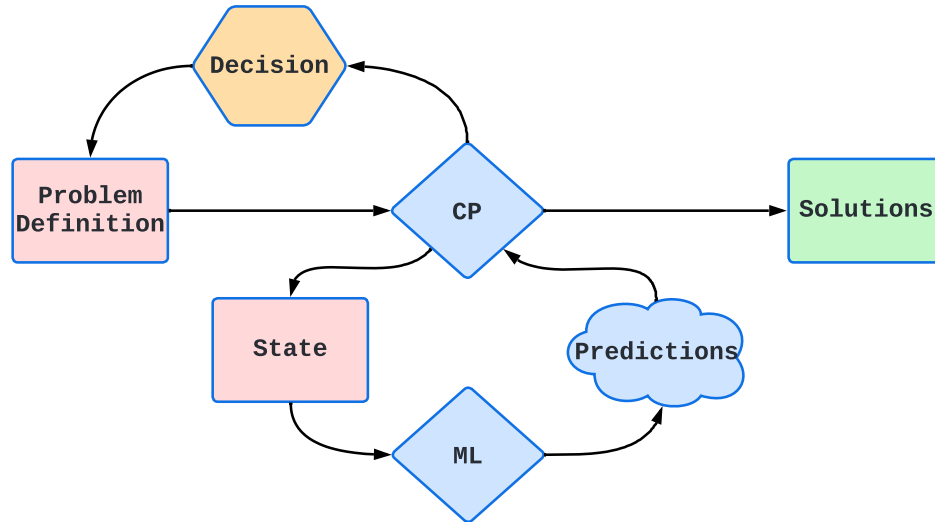 Decision
Problem
Definition
CP
Solutions
State
Predictions
ML